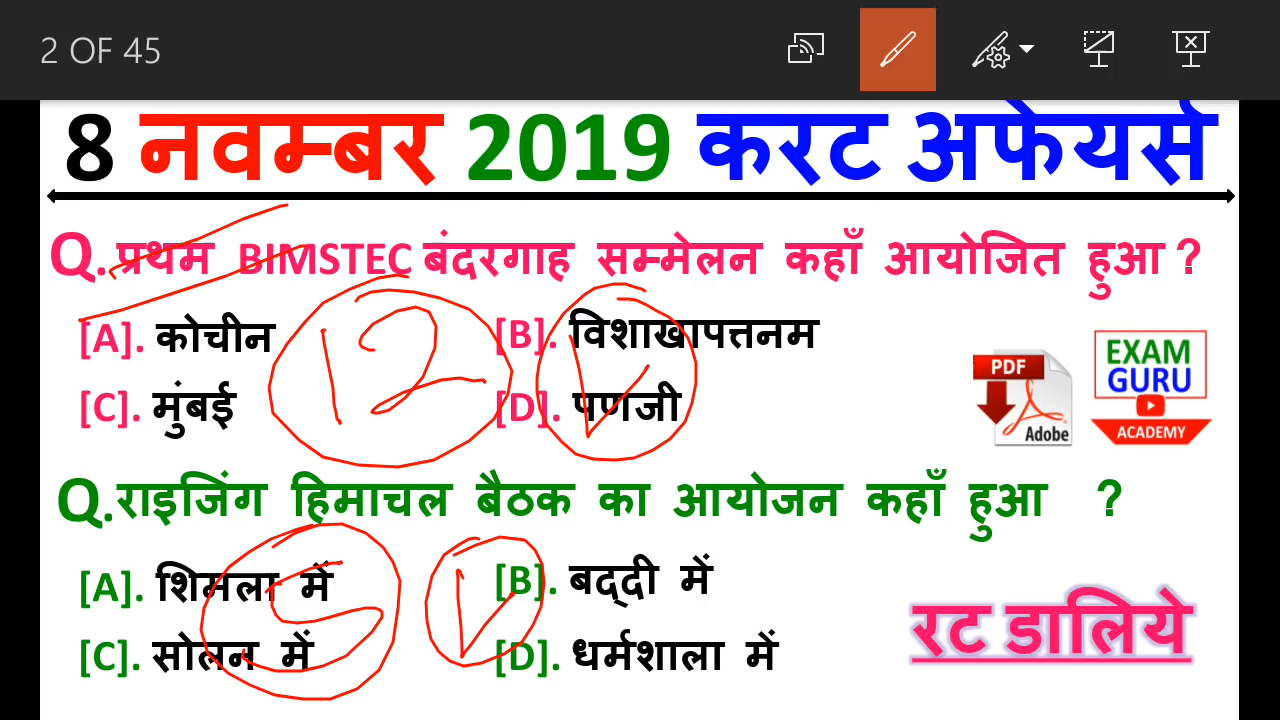 2 OF 45
8 नवम्बर 2019 करट अफेयर्स
Q. प्रथम BIMSTEC बंदरगाह सम्मेलन कहाँ आयोजित हुआ ?
[A]. कोचीन [B]. विशाखापत्तनम
[C]. मुंबई [D]. पणजी
12
PDF
Adobe
EXAM
GURU
ACADEMY
Q.राइजिंग हिमाचल बैठक का आयोजन कहाँ हुआ ?
[A]. शिमला में [B]. बद्दी में
[C]. सोलन में [D]. धर्मशाला में
रट डालिये